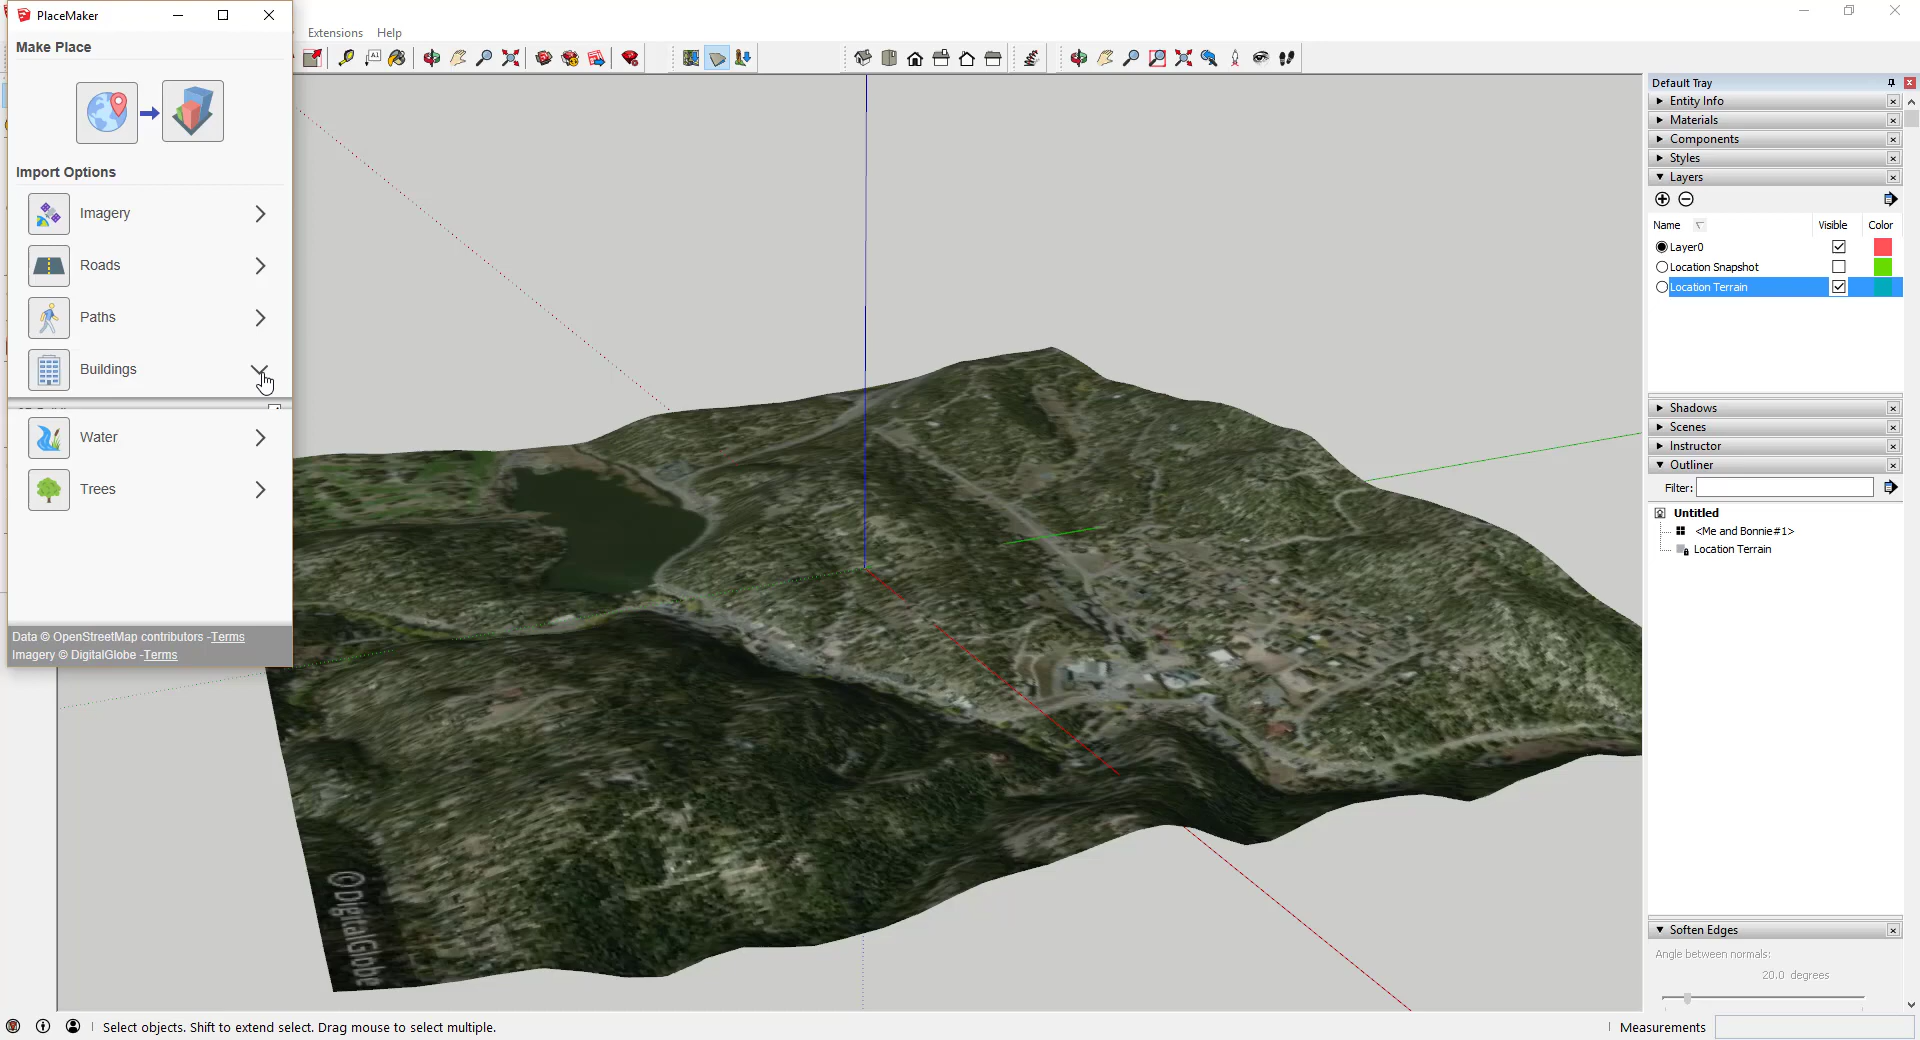 PlaceMaker
Extensions Help
Make Place
Import Options
Imagery
Roads
Paths
Buildings
Water
Trees
Data © OpenStreetMap contributors -Terms
Imagery © DigitalGlobe -Terms
A1
©DigitalGlobe
Default Tray
Entity Info
Materials
Components
Styles
Layers
Name Visible Color
Layer0
Location Snapshot
Location Terrain
Shadows
Scenes
Instructor
Outliner
Filter:
Untitled
<Me and Bonnie#1>
Location Terrain
Soften Edges
Angle between normals:
20.0 degrees
Select objects. Shift to extend select. Drag mouse to select multiple.
Measurements